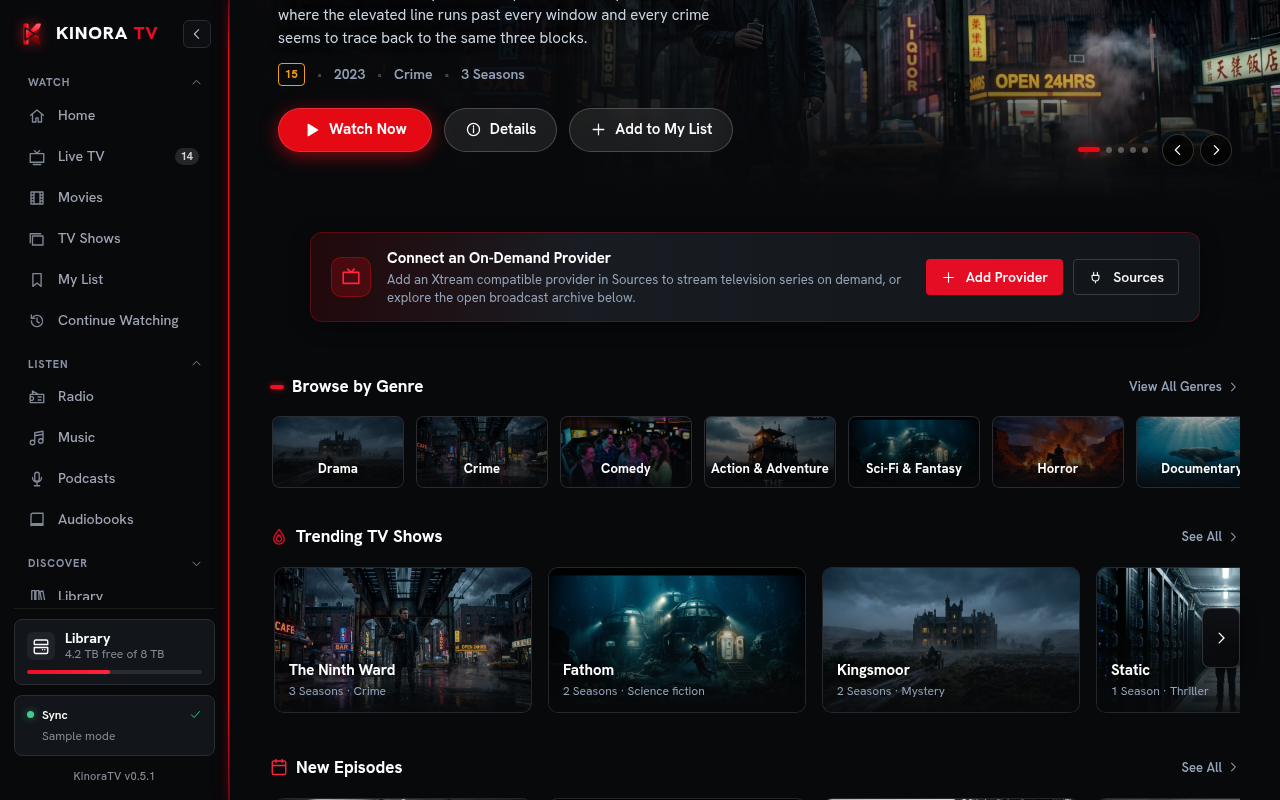 KINORA TV
WATCH
Home
Live TV
14
Movies
TV Shows
My List
Continue Watching
LISTEN
Radio
Music
Podcasts
Audiobooks
DISCOVER
Library
Library
4.2 TB free of 8 TB
Sync
Sample mode
KinoraTV v0.5.1
where the elevated line runs past every window and every crime
seems to trace back to the same three blocks.
15
2023
Crime
3 Seasons
Watch Now
Details
Add to My List
LIQUOR
LIQUOR
24HRS
OPEN 24HRS
Connect an On-Demand Provider
Add an Xtream compatible provider in Sources to stream television series on demand, or
explore the open broadcast archive below.
Add Provider
Sources
Browse by Genre
View All Genres
Drama
Crime
Comedy
Action & Adventure
THE
Sci-Fi & Fantasy
Horror
Documentary
Trending TV Shows
See All
CAFE
BAR
LIQUOR
OPEN 24HRS
The Ninth Ward
3 Seasons · Crime
Fathom
2 Seasons · Science fiction
Kingsmoor
2 Seasons · Mystery
Static
1 Season · Thriller
New Episodes
See All